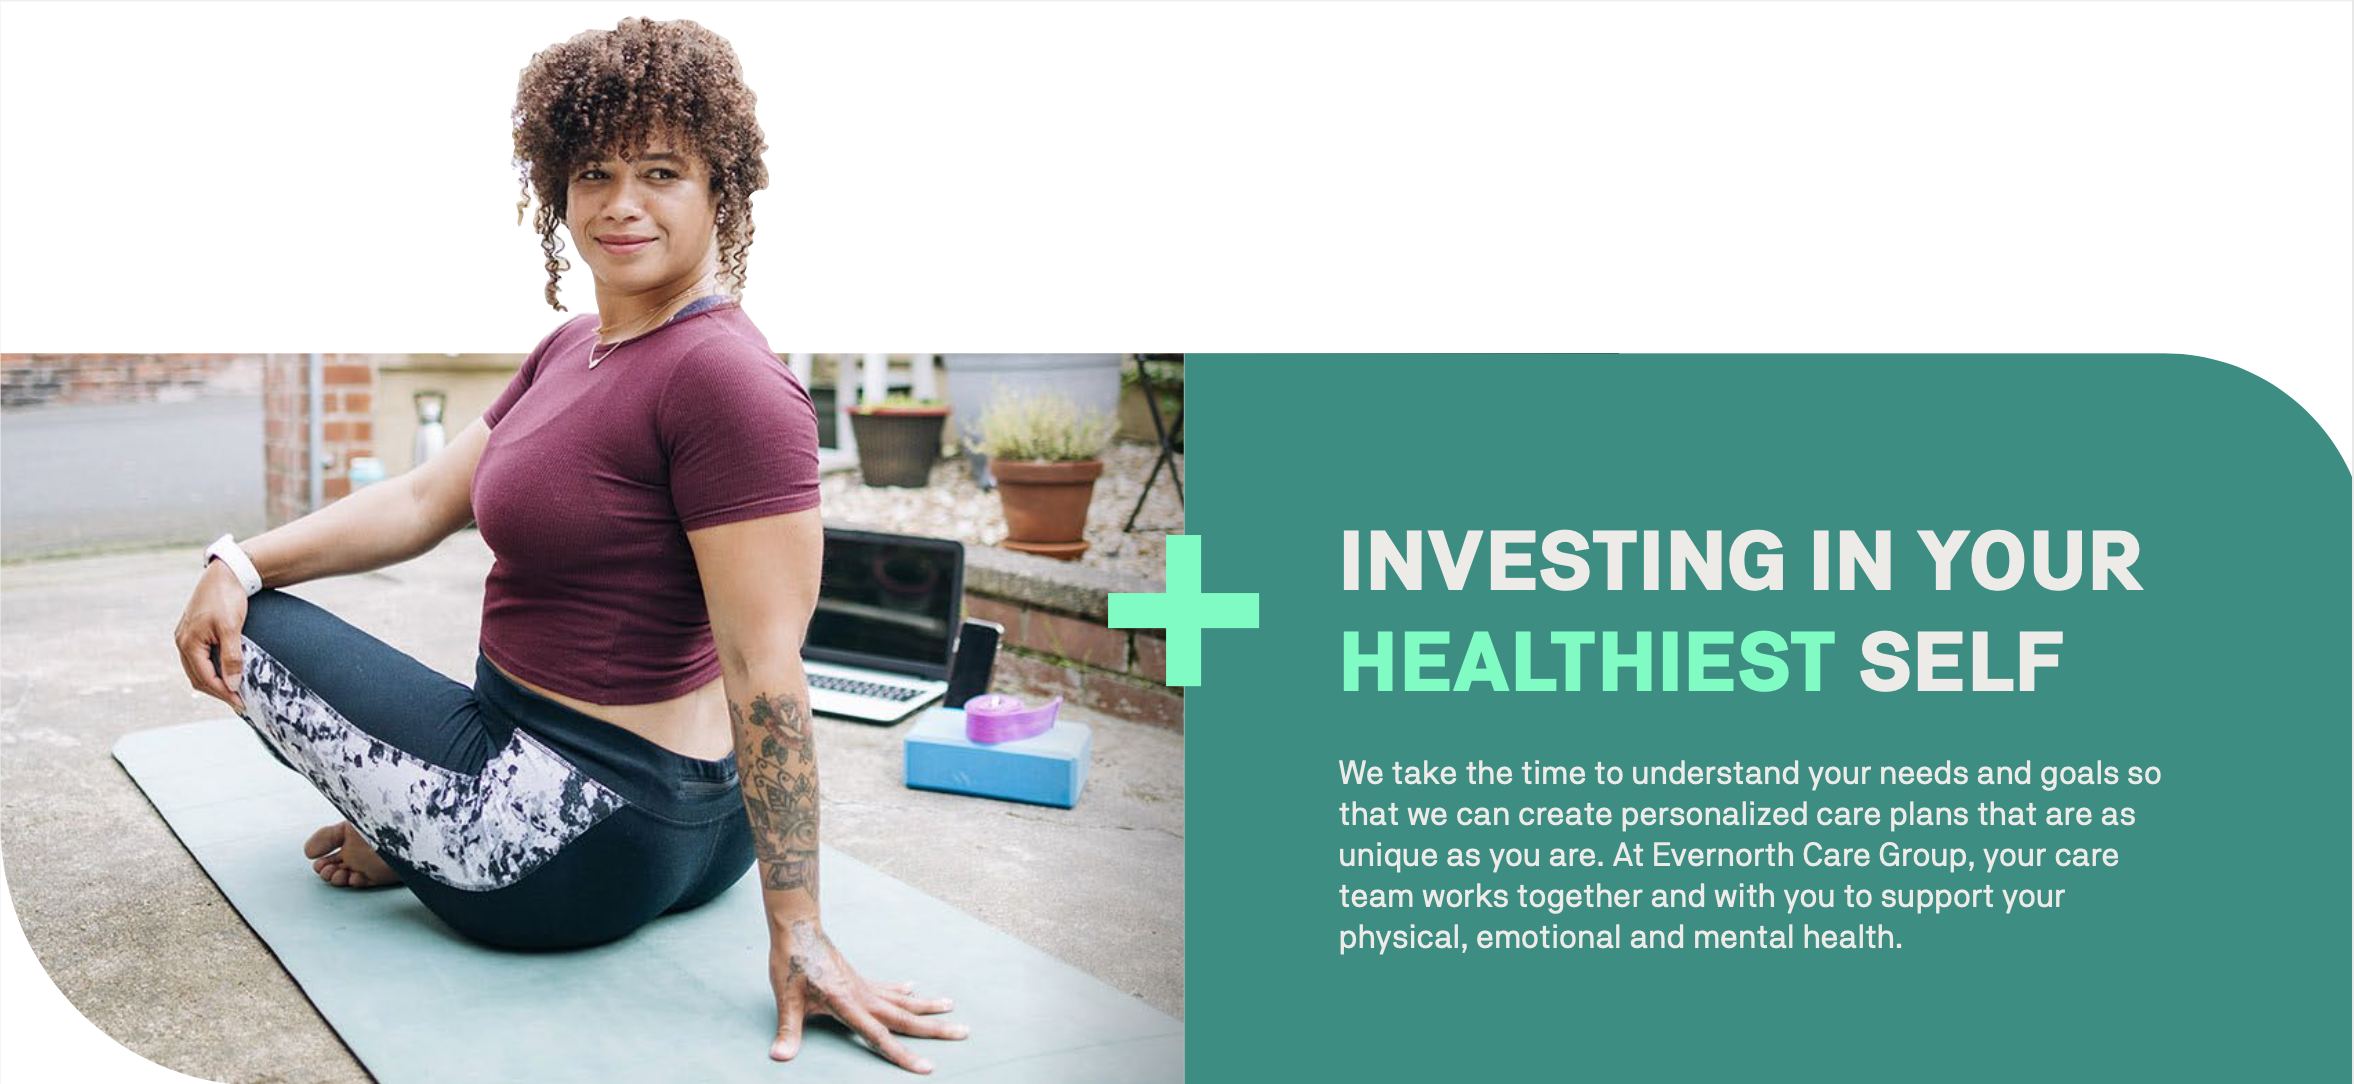 INVESTING IN YOUR
HEALTHIEST SELF
We take the time to understand your needs and goals so
that we can create personalized care plans that are as
unique as you are. At Evernorth Care Group, your care
team works together and with you to support your
physical, emotional and mental health.